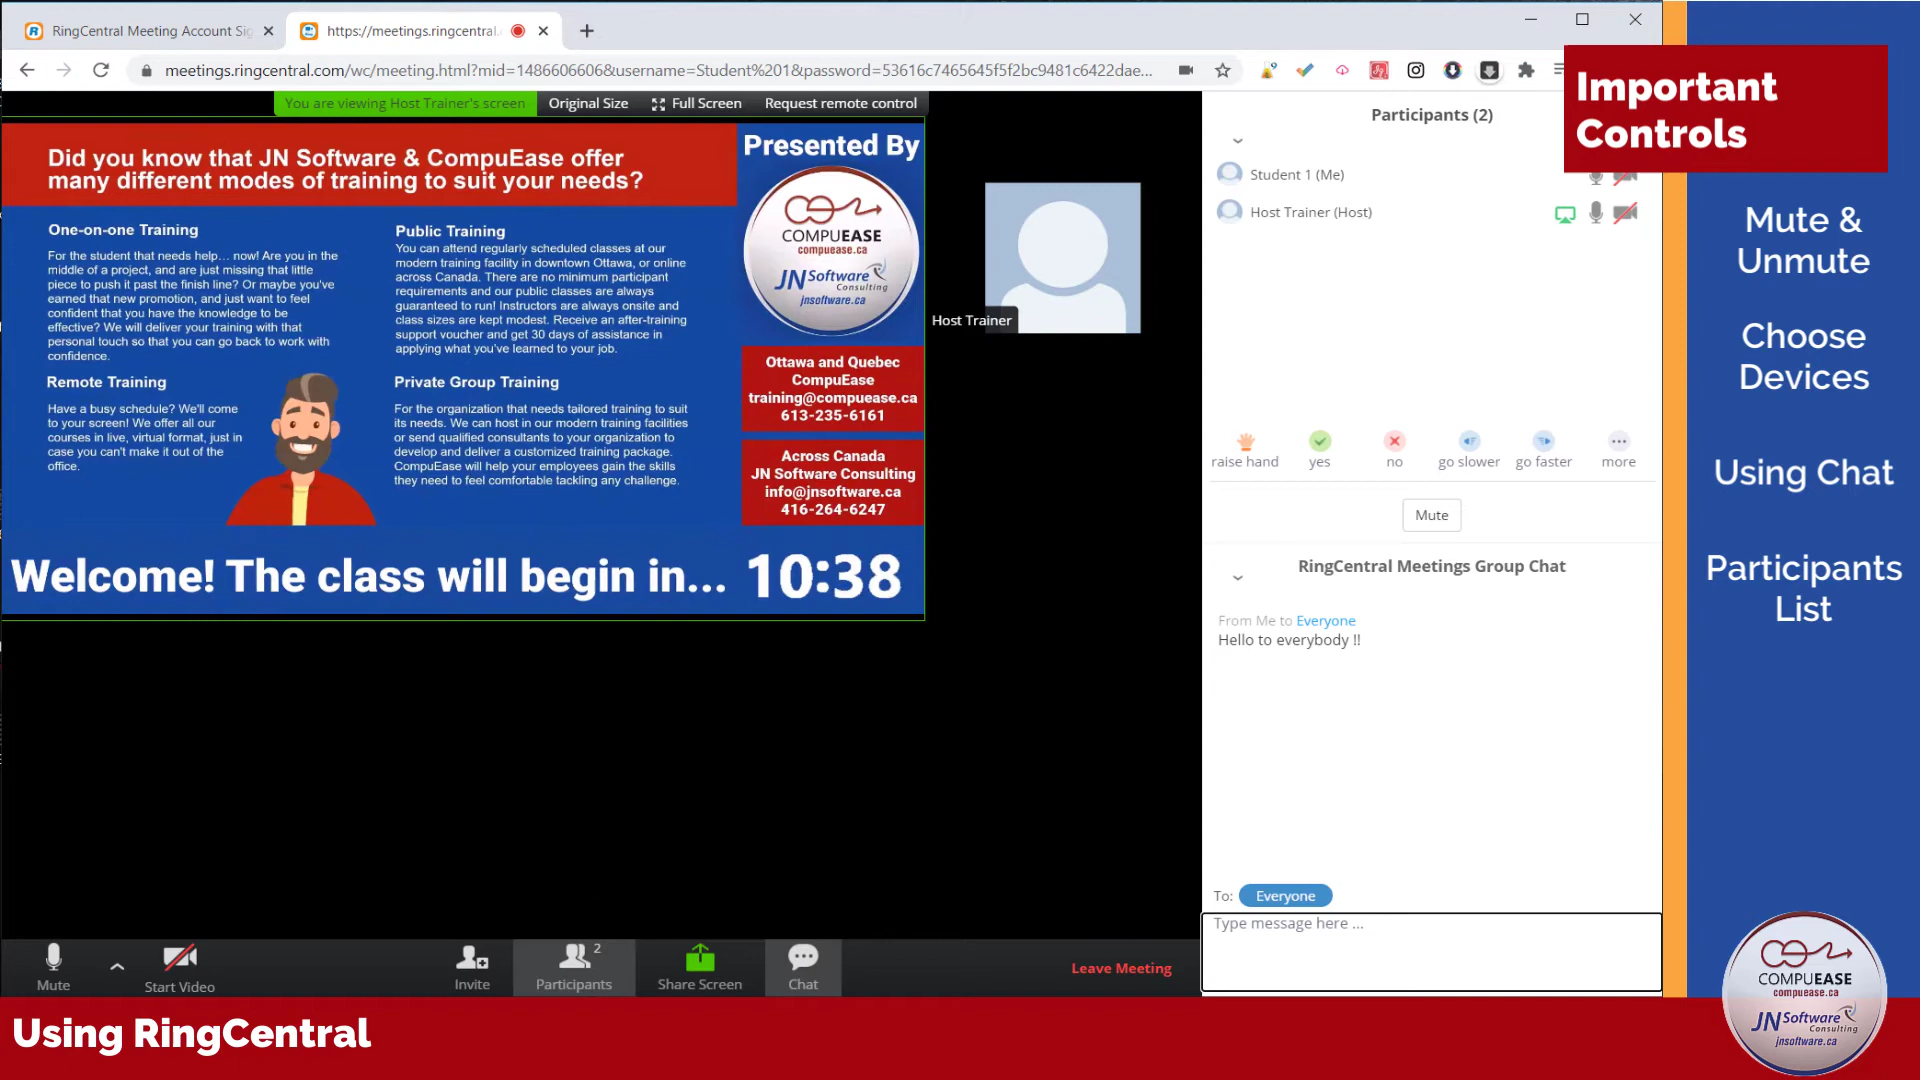 RingCentral Meeting Account Sig
https://meetings.ringcentral.
meetings.ringcentral.com/wc/meeting.html?mid=1486606606&username=Student%201&password=53616c7465645f5f2bc9481c6422dae...
You are viewing Host Trainer's screen
Original Size
Full Screen
Request remote control
Did you know that JN Software & CompuEase offer
many different modes of training to suit your needs?
One-on-one Training
For the student that needs help... now! Are you in the
middle of a project, and are just missing that little
piece to push it past the finish line? Or maybe you've
earned that new promotion, and just want to feel
confident that you have the knowledge to be
effective? We will deliver your training with that
personal touch so that you can go back to work with
confidence.
Public Training
You can attend regularly scheduled classes at our
modern training facility in downtown Ottawa, or online
across Canada. There are no minimum participant
requirements and our public classes are always
guaranteed to run! Instructors are always onsite and
class sizes are kept modest. Receive an after-training
support voucher and get 30 days of assistance in
applying what you've learned to your job.
Remote Training
Have a busy schedule? We'll come
to your screen! We offer all our
courses in live, virtual format, just in
case you can't make it out of the
office.
Private Group Training
For the organization that needs tailored training to suit
its needs. We can host in our modern training facilities
or send qualified consultants to your organization to
develop and deliver a customized training package.
CompuEase will help your employees gain the skills
they need to feel comfortable tackling any challenge.
Presented By
COMPUEASE
compuease.ca
JN Software
Consulting
jnsoftware.ca
Ottawa and Quebec
CompuEase
training@compuease.ca
613-235-6161
Across Canada
JN Software Consulting
info@jnsoftware.ca
416-264-6247
Welcome! The class will begin in... 10:38
Host Trainer
Participants (2)
Student 1 (Me)
Host Trainer (Host)
raise hand
yes
no
go slower
go faster
more
Mute
RingCentral Meetings Group Chat
From Me to Everyone
Hello to everybody !!
To: Everyone
Type message here ...
Mute
Start Video
Invite
Participants
2
Share Screen
Chat
Leave Meeting
Important
Controls
Mute &
Unmute
Choose
Devices
Using Chat
Participants
List
Using RingCentral
COMPUEASE
compuease.ca
JN Software
Consulting
jnsoftware.ca